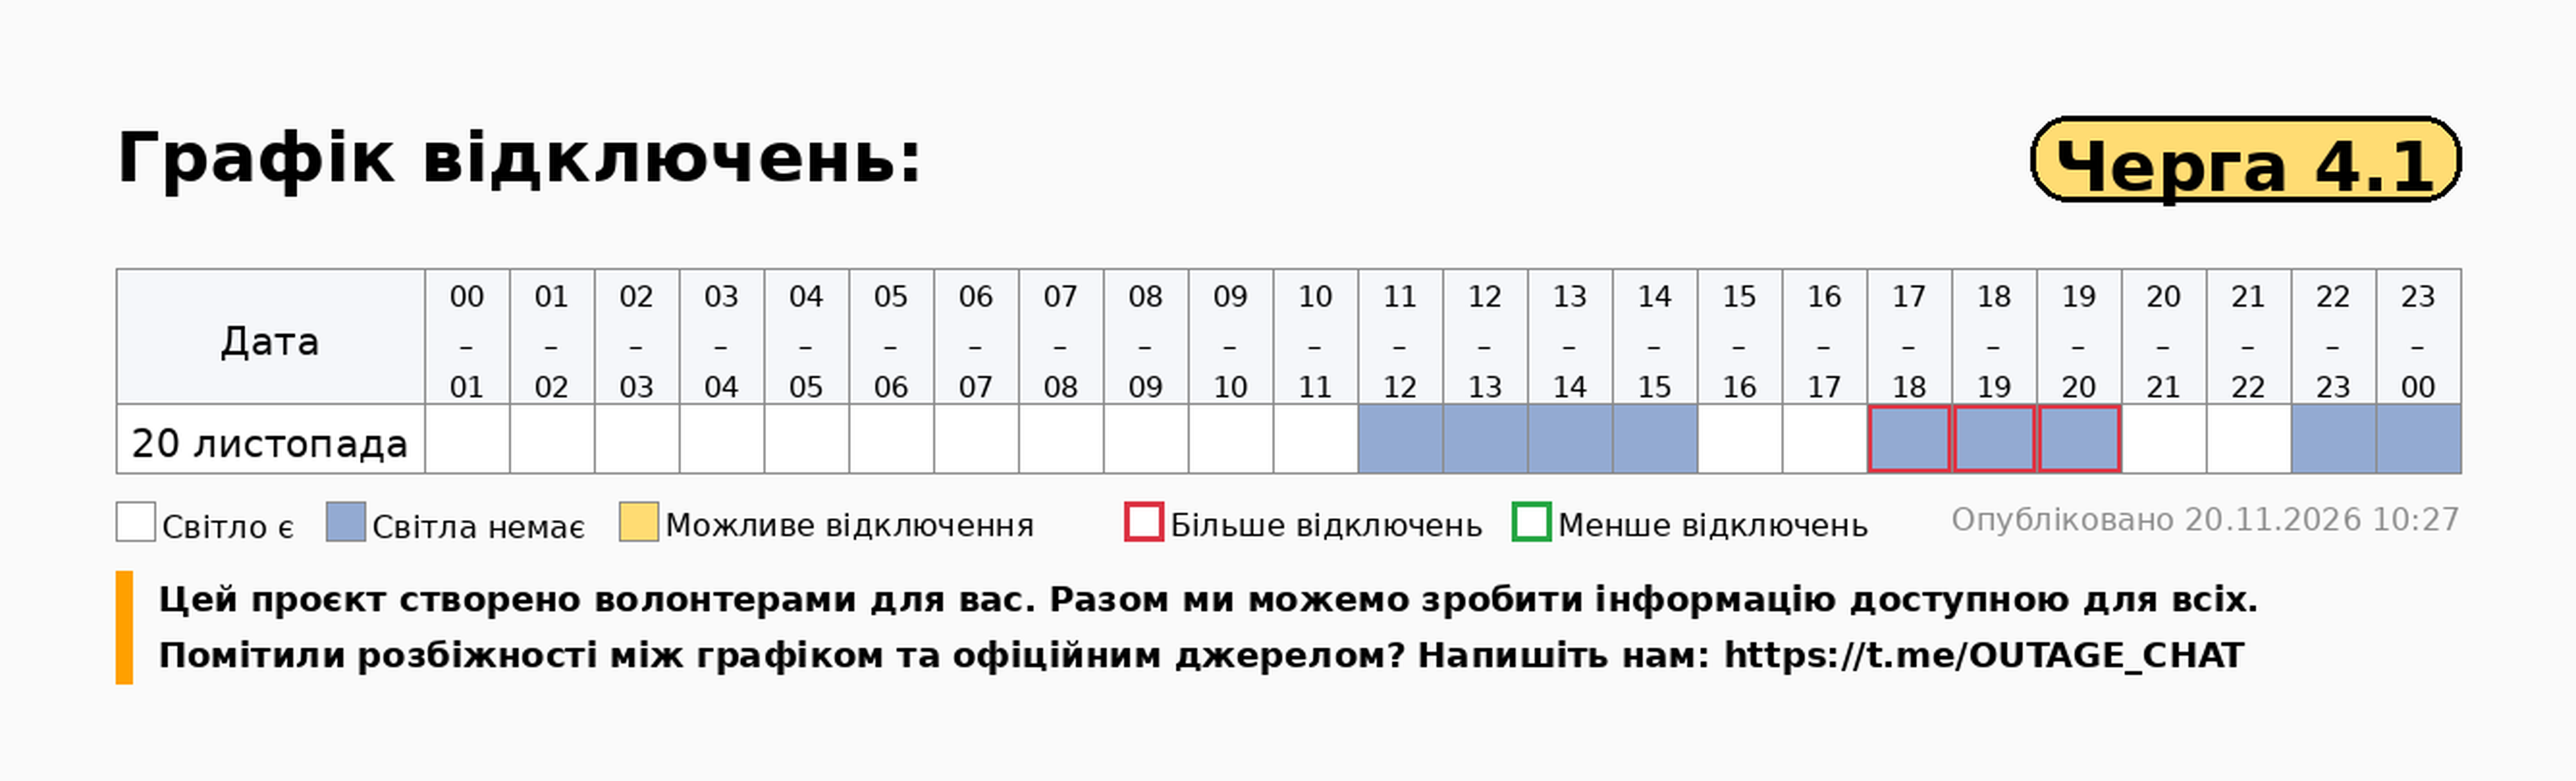 Графік відключень:
Черга 4.1
Дата
00 – 01
01 – 02
02 – 03
03 – 04
04 – 05
05 – 06
06 – 07
07 – 08
08 – 09
09 – 10
10 – 11
11 – 12
12 – 13
13 – 14
14 – 15
15 – 16
16 – 17
17 – 18
18 – 19
19 – 20
20 – 21
21 – 22
22 – 23
23 – 00
20 листопада
Світло є
Світла немає
Можливе відключення
Більше відключень
Менше відключень
Опубліковано 20.11.2026 10:27
Цей проєкт створено волонтерами для вас. Разом ми можемо зробити інформацію доступною для всіх.
Помітили розбіжності між графіком та офіційним джерелом? Напишіть нам: https://t.me/OUTAGE_CHAT